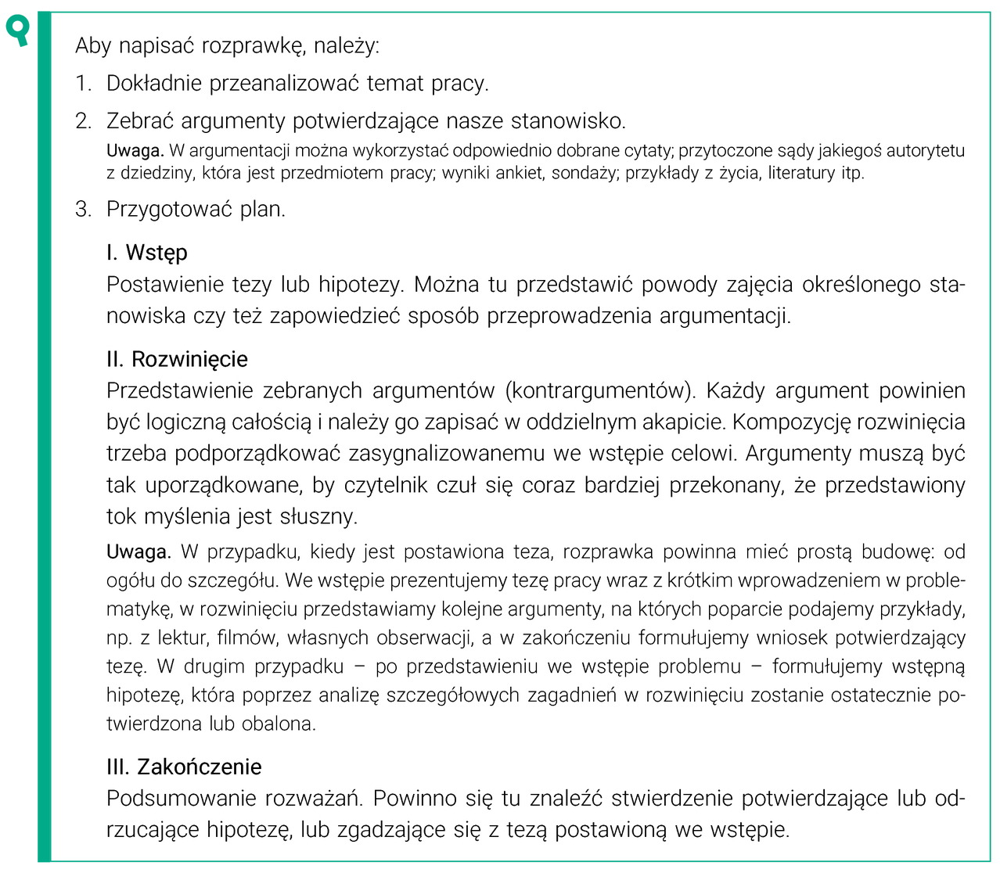 Aby napisać rozprawkę, należy:
1. Dokładnie przeanalizować temat pracy.
2. Zebrać argumenty potwierdzające nasze stanowisko.
Uwaga. W argumentacji można wykorzystać odpowiednio dobrane cytaty; przytoczone sądy jakiegoś autorytetu
z dziedziny, która jest przedmiotem pracy; wyniki ankiet, sondaży; przykłady z życia, literatury itp.
3. Przygotować plan.
I. Wstęp
Postawienie tezy lub hipotezy. Można tu przedstawić powody zajęcia określonego sta-
nowiska czy też zapowiedzieć sposób przeprowadzenia argumentacji.
II. Rozwinięcie
Przedstawienie zebranych argumentów (kontrargumentów). Każdy argument powinien
być logiczną całością i należy go zapisać w oddzielnym akapicie. Kompozycję rozwinięcia
trzeba podporządkować zasygnalizowanemu we wstępie celowi. Argumenty muszą być
tak uporządkowane, by czytelnik czuł się coraz bardziej przekonany, że przedstawiony
tok myślenia jest słuszny.
Uwaga. W przypadku, kiedy jest postawiona teza, rozprawka powinna mieć prostą budowę: od
ogółu do szczegółu. We wstępie prezentujemy tezę pracy wraz z krótkim wprowadzeniem w proble-
matykę, w rozwinięciu przedstawiamy kolejne argumenty, na których poparcie podajemy przykłady,
np. z lektur, filmów, własnych obserwacji, a w zakończeniu formułujemy wniosek potwierdzający
tezę. W drugim przypadku – po przedstawieniu we wstępie problemu – formułujemy wstępną
hipotezę, która poprzez analizę szczegółowych zagadnień w rozwinięciu zostanie ostatecznie po-
twierdzona lub obalona.
III. Zakończenie
Podsumowanie rozważań. Powinno się tu znaleźć stwierdzenie potwierdzające lub od-
rzucające hipotezę, lub zgadzające się z tezą postawioną we wstępie.